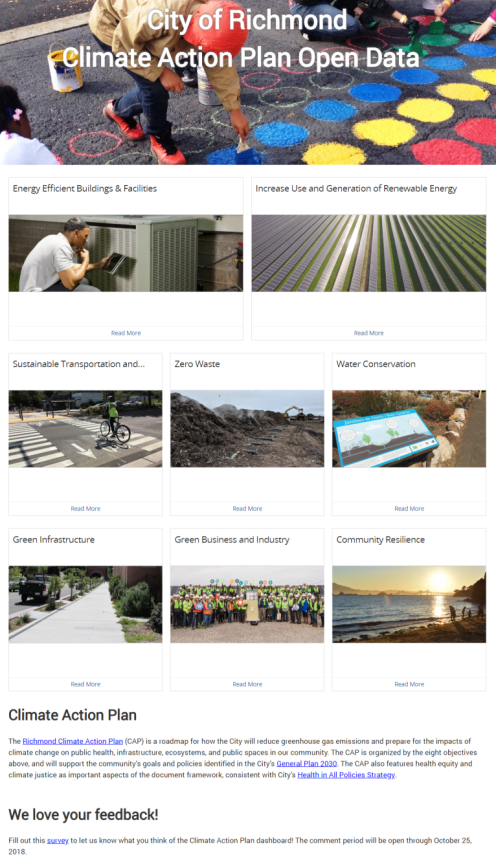 City of Richmond
Climate Action Plan Open Data
Energy Efficient Buildings & Facilities
Increase Use and Generation of Renewable Energy
Read More
Read More
Sustainable Transportation and...
Zero Waste
Water Conservation
Read More
Read More
Read More
Green Infrastructure
Green Business and Industry
Community Resilience
Read More
Read More
Read More
Climate Action Plan
The Richmond Climate Action Plan (CAP) is a roadmap for how the City will reduce greenhouse gas emissions and prepare for the impacts of
climate change on public health, infrastructure, ecosystems, and public spaces in our community. The CAP is organized by the eight objectives
above, and will support the community's goals and policies identified in the City's General Plan 2030. The CAP also features health equity and
climate justice as important aspects of the document framework, consistent with City's Health in All Policies Strategy.
We love your feedback!
Fill out this survey to let us know what you think of the Climate Action Plan dashboard! The comment period will be open through October 25,
2018.